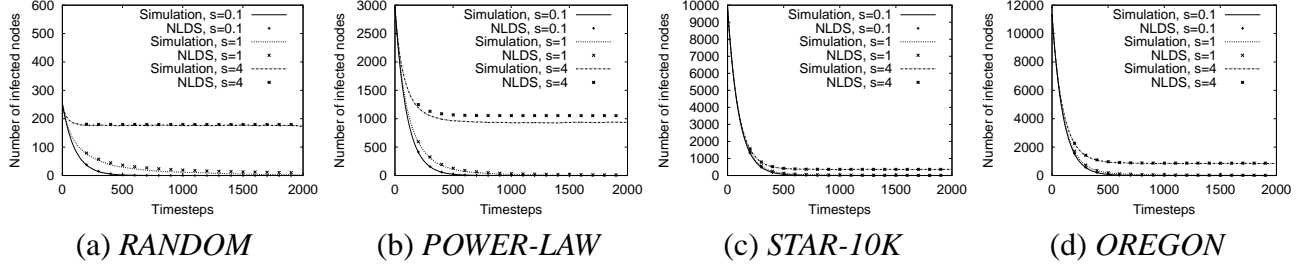 Number of infected nodes
600
500
400
300
200
100
0
0 500 1000 1500 2000
Timesteps
Simulation, s=0.1
NLDS, s=0.1
Simulation, s=1
NLDS, s=1
Simulation, s=4
NLDS, s=4
(a) RANDOM
Number of infected nodes
3000
2500
2000
1500
1000
500
0
0 500 1000 1500 2000
Timesteps
Simulation, s=0.1
NLDS, s=0.1
Simulation, s=1
NLDS, s=1
Simulation, s=4
NLDS, s=4
(b) POWER-LAW
Number of infected nodes
10000
9000
8000
7000
6000
5000
4000
3000
2000
1000
0
0 500 1000 1500 2000
Timesteps
Simulation, s=0.1
NLDS, s=0.1
Simulation, s=1
NLDS, s=1
Simulation, s=4
NLDS, s=4
(c) STAR-10K
Number of infected nodes
12000
10000
8000
6000
4000
2000
0
0 500 1000 1500 2000
Timesteps
Simulation, s=0.1
NLDS, s=0.1
Simulation, s=1
NLDS, s=1
Simulation, s=4
NLDS, s=4
(d) OREGON